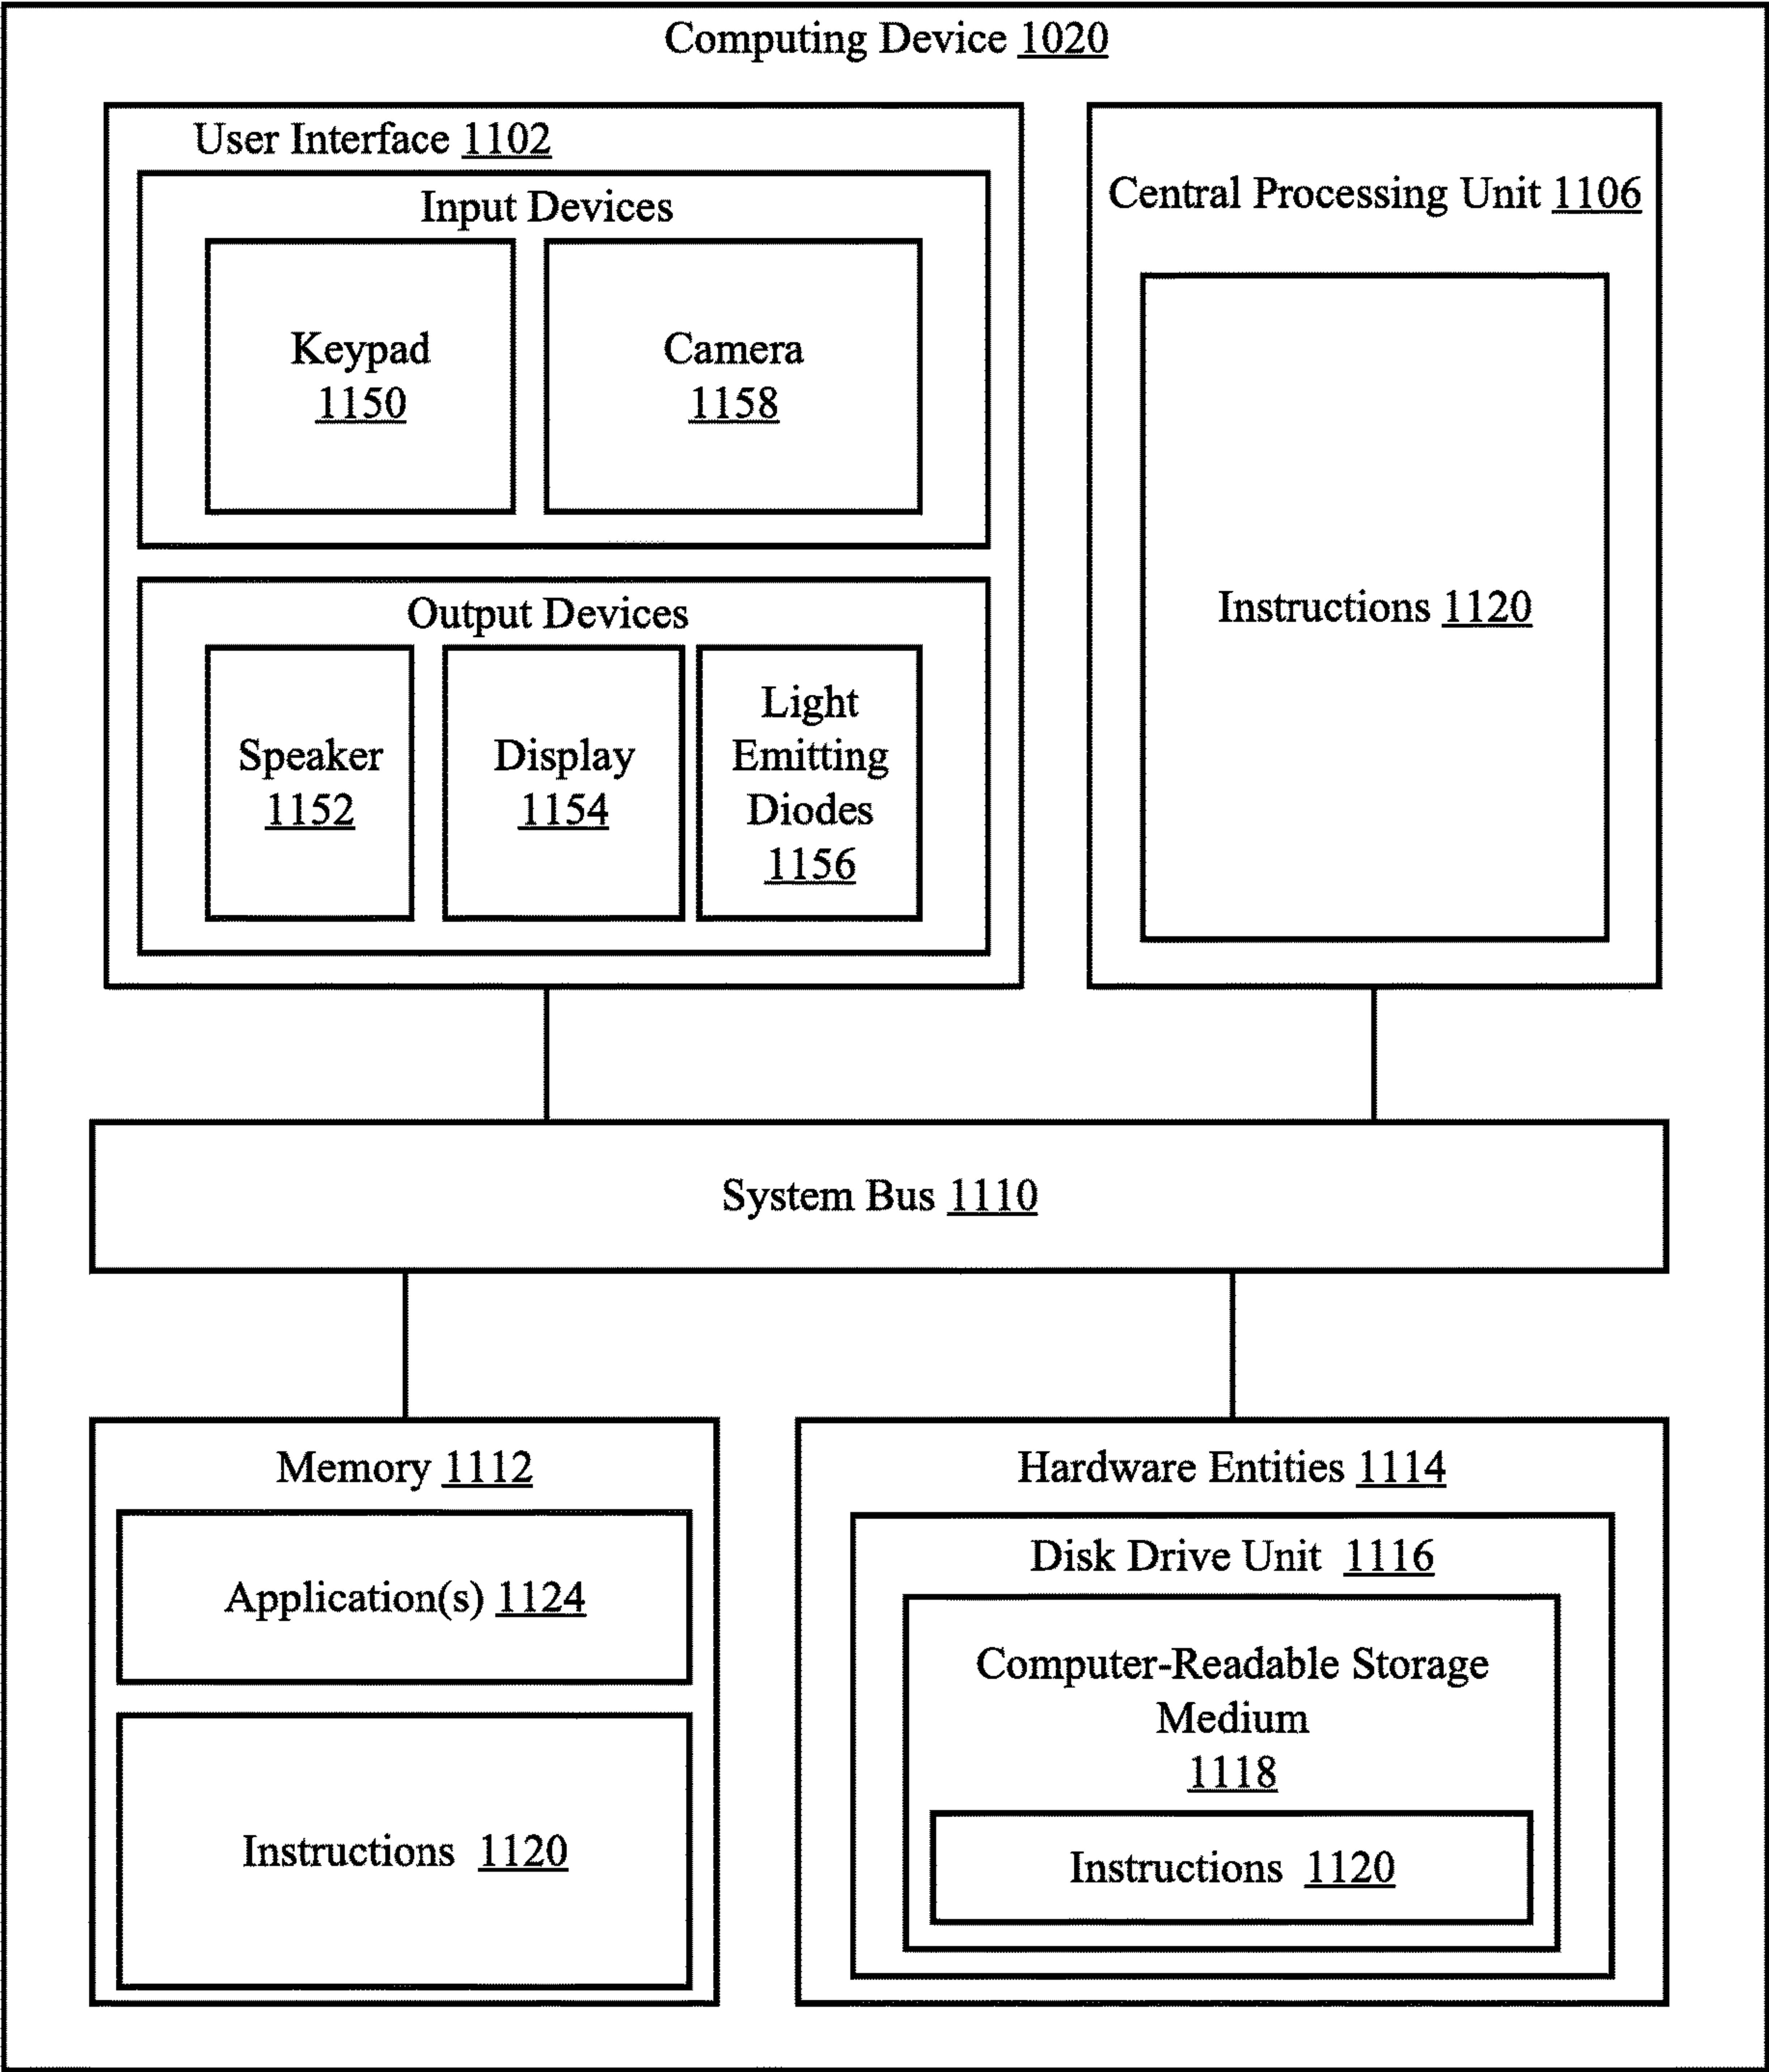 Computing Device 1020
User Interface 1102
Input Devices
Keypad
1150
Camera
1158
Output Devices
Speaker
1152
Display
1154
Light
Emitting
Diodes
1156
Central Processing Unit 1106
Instructions 1120
System Bus 1110
Memory 1112
Application(s) 1124
Instructions 1120
Hardware Entities 1114
Disk Drive Unit 1116
Computer-Readable Storage
Medium
1118
Instructions 1120